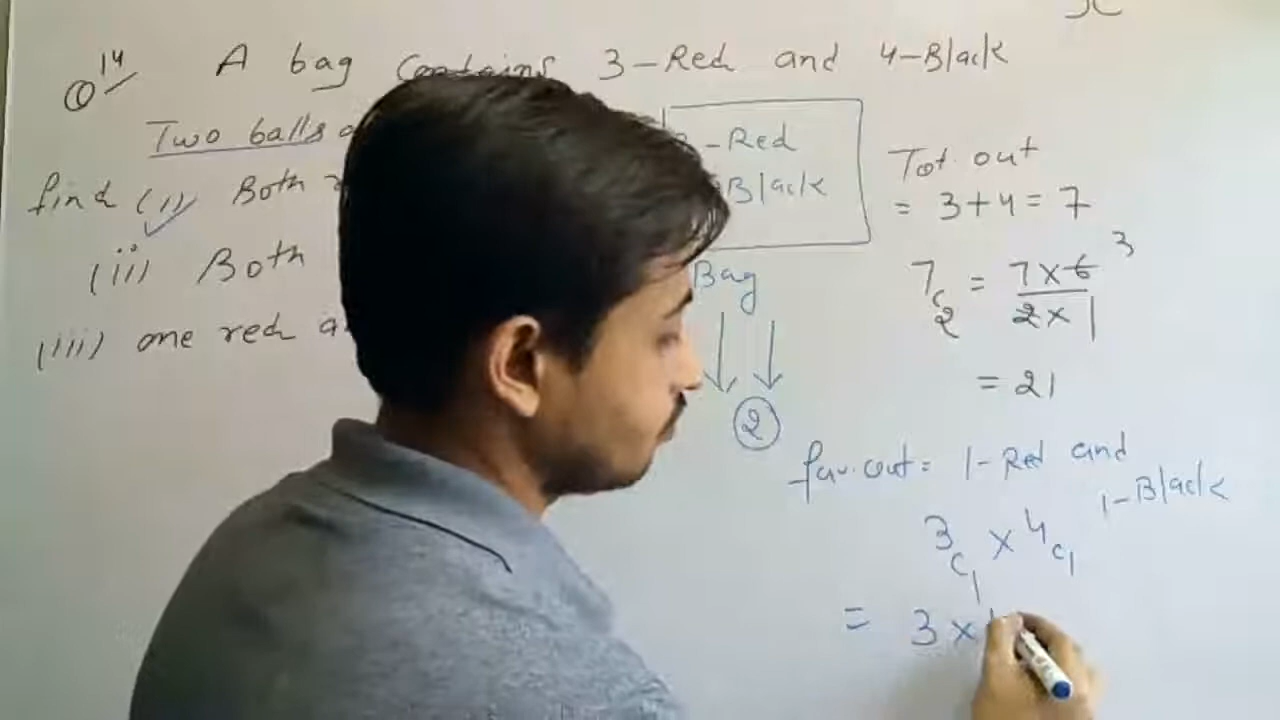 Q 14 A bag Contains 3-Red and 4-Black
Two balls
find (i) Both
(ii) Both
(iii) one red
-Red
Black
Bag
2
Tot. out
= 3+4=7
7c2 = 7×6 3
2×1
= 21
fav. out = 1-Red and
1-Black
3c1 × 4c1
= 3×